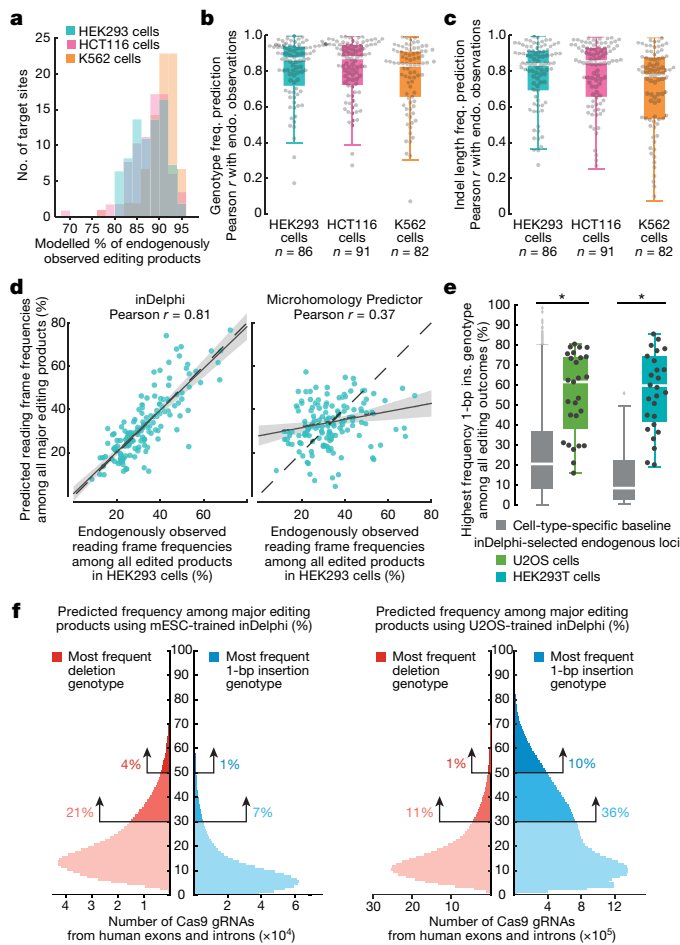 a
HEK293 cells
HCT116 cells
K562 cells
No. of target sites
25
20
15
10
5
0
70 75 80 85 90 95
Modelled % of endogenously
observed editing products
b
Genotype freq. prediction
Pearson r with endo. observations
1.0
0.8
0.6
0.4
0.2
0
HEK293 HCT116 K562
cells cells cells
n = 86 n = 91 n = 82
c
Indel length freq. prediction
Pearson r with endo. observations
1.0
0.8
0.6
0.4
0.2
0
HEK293 HCT116 K562
cells cells cells
n = 86 n = 91 n = 82
d
inDelphi
Pearson r = 0.81
Microhomology Predictor
Pearson r = 0.37
Predicted reading frame frequencies
among all major editing products (%)
80
60
40
20
20 40 60
20 40 60 80
Endogenously observed
reading frame frequencies
among all edited products
in HEK293 cells (%)
Endogenously observed
reading frame frequencies
among all edited products
in HEK293 cells (%)
e
Highest frequency 1-bp ins. genotype
among all editing outcomes (%)
100
90
80
70
60
50
40
30
20
10
0
* *
Cell-type-specific baseline
inDelphi-selected endogenous loci
U2OS cells
HEK293T cells
f
Predicted frequency among major editing
products using mESC-trained inDelphi (%)
Most frequent
deletion
genotype
Most frequent
1-bp insertion
genotype
100
90
80
70
60
50
40
30
20
10
0
4% 1%
21% 7%
4 3 2 1 2 4 6
Number of Cas9 gRNAs
from human exons and introns (×10⁴)
Predicted frequency among major editing
products using U2OS-trained inDelphi (%)
Most frequent
deletion
genotype
Most frequent
1-bp insertion
genotype
100
90
80
70
60
50
40
30
20
10
0
1% 10%
11% 36%
30 20 10 4 8 12
Number of Cas9 gRNAs
from human exons and introns (×10⁵)